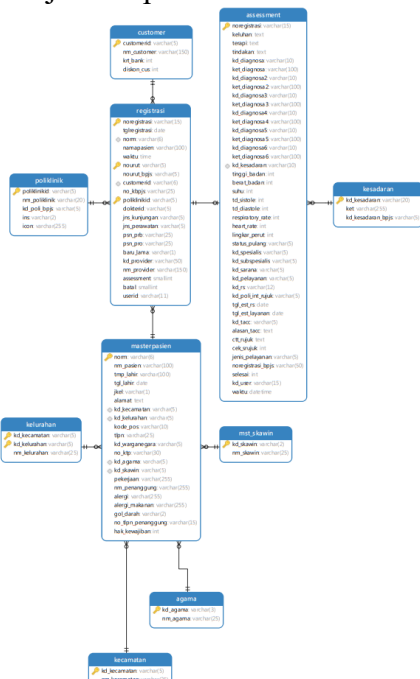 customer
customerid varchar(5)
nm_customer varchar(150)
krt_bank int
diskon_cus int
assessment
noregistrasi varchar(15)
keluhan text
terapi text
tindakan text
kd_diagnosa varchar(10)
ket_diagnosa varchar(100)
kd_diagnosa2 varchar(10)
ket_diagnosa2 varchar(100)
kd_diagnosa3 varchar(10)
ket_diagnosa3 varchar(100)
kd_diagnosa4 varchar(10)
ket_diagnosa4 varchar(100)
kd_diagnosa5 varchar(10)
ket_diagnosa5 varchar(100)
kd_diagnosa6 varchar(10)
ket_diagnosa6 varchar(100)
kd_kesadaran varchar(20)
tinggi_badan int
berat_badan int
suhu int
td_sistole int
td_diastole int
respiratory_rate int
heart_rate int
lingkar_perut int
status_pulang varchar(5)
kd_spesialis varchar(5)
kd_subspesialis varchar(5)
kd_sarana varchar(5)
kd_pelayanan varchar(5)
kd_rs varchar(12)
kd_poli_int_rujuk varchar(5)
tgl_est_rs date
tgl_est_layanan date
kd_tacc varchar(5)
alasan_tacc text
ctt_rujuk text
cek_srujuk int
jenis_pelayanan varchar(5)
noregistrasi_bpjs varchar(50)
selesai int
kd_user varchar(15)
waktu datetime
registrasi
noregistrasi varchar(16)
tglregistrasi date
norm varchar(6)
namapasien varchar(100)
waktu time
nourut varchar(5)
nourut_bpjs varchar(5)
customerid varchar(6)
no_kbpjs varchar(25)
poliklinikid varchar(5)
dokterid varchar(5)
jns_kunjungan varchar(5)
jns_perawatan varchar(5)
psn_prb varchar(25)
psn_pro varchar(25)
baru_lama varchar(1)
kd_provider varchar(50)
nm_provider varchar(150)
assessment smallint
batal smallint
userid varchar(11)
poliklinik
poliklinikid varchar(5)
nm_poliklinik varchar(20)
kd_poli_bpjs varchar(5)
ins varchar(2)
icon varchar(255)
kesadaran
kd_kesadaran varchar(20)
ket varchar(255)
kd_kesadaran_bpjs varchar(5)
masterpasien
norm varchar(6)
nm_pasien varchar(100)
tmp_lahir varchar(100)
tgl_lahir date
jkel varchar(1)
alamat text
kd_kecamatan varchar(5)
kd_kelurahan varchar(5)
kode_pos varchar(10)
tlpn varchar(25)
kd_warganegara varchar(5)
no_ktp varchar(30)
kd_agama varchar(5)
kd_skawin varchar(5)
pekerjaan varchar(255)
nm_penanggung varchar(255)
alergi varchar(255)
alergi_makanan varchar(255)
gol_darah varchar(2)
no_tlpn_penanggung varchar(15)
hak_kewajiban int
kelurahan
kd_kecamatan varchar(5)
kd_kelurahan varchar(5)
nm_kelurahan varchar(25)
mst_skawin
kd_skawin varchar(2)
nm_skawin varchar(25)
agama
kd_agama varchar(3)
nm_agama varchar(25)
kecamatan
kd_kecamatan varchar(5)